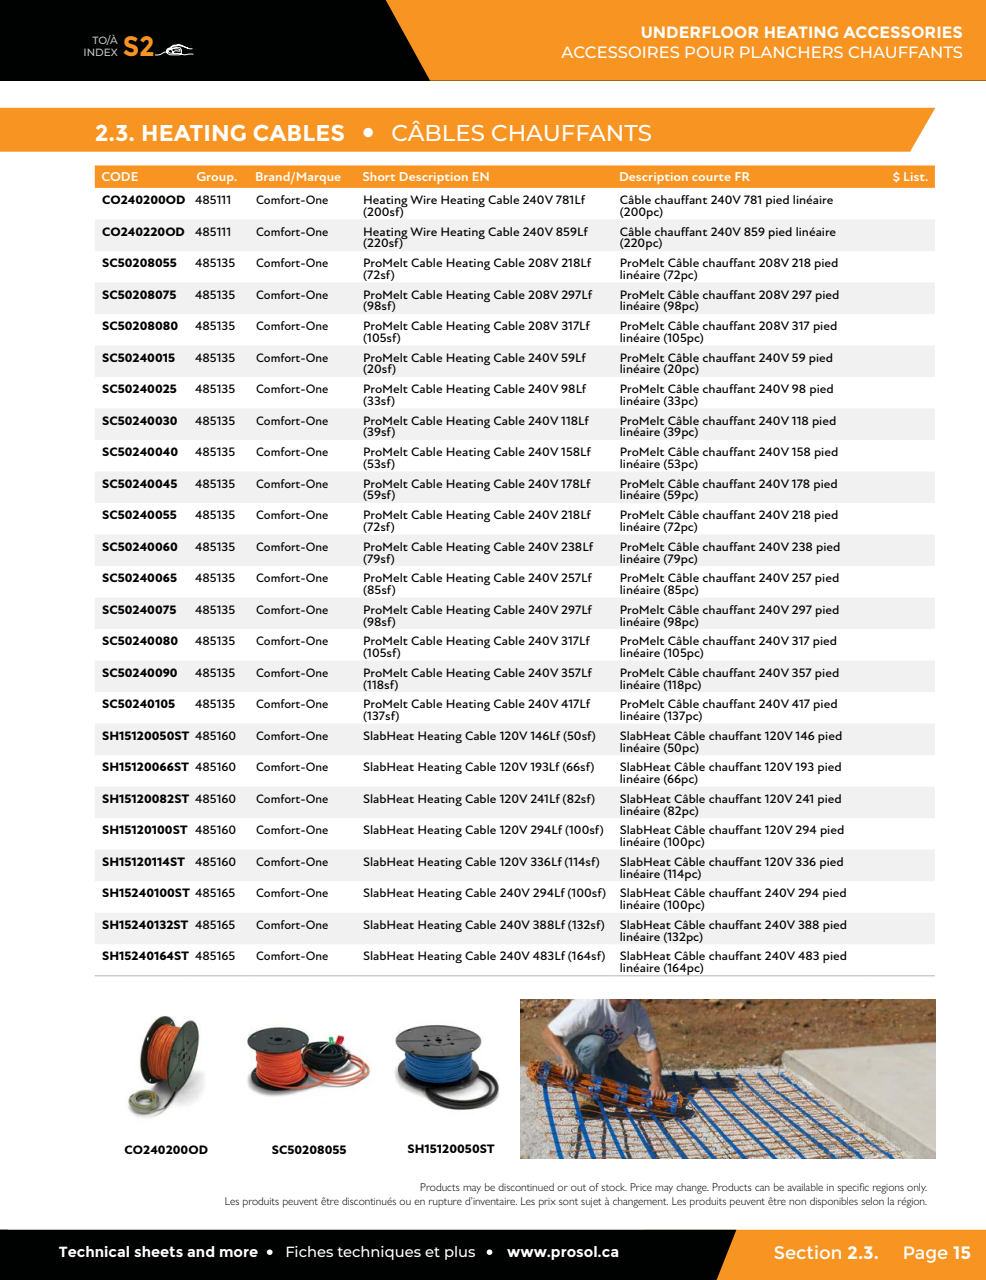 TO/À
INDEX S2
UNDERFLOOR HEATING ACCESSORIES
ACCESSOIRES POUR PLANCHERS CHAUFFANTS
2.3. HEATING CABLES • CÂBLES CHAUFFANTS
CODE Group. Brand/Marque Short Description EN Description courte FR $ List.
CO240200OD 485111 Comfort-One Heating Wire Heating Cable 240V 781Lf Câble chauffant 240V 781 pied linéaire
(200sf) (200pc)
CO240220OD 485111 Comfort-One Heating Wire Heating Cable 240V 859Lf Câble chauffant 240V 859 pied linéaire
(220sf) (220pc)
SC50208055 485135 Comfort-One ProMelt Cable Heating Cable 208V 218Lf ProMelt Câble chauffant 208V 218 pied
(72sf) linéaire (72pc)
SC50208075 485135 Comfort-One ProMelt Cable Heating Cable 208V 297Lf ProMelt Câble chauffant 208V 297 pied
(98sf) linéaire (98pc)
SC50208080 485135 Comfort-One ProMelt Cable Heating Cable 208V 317Lf ProMelt Câble chauffant 208V 317 pied
(105sf) linéaire (105pc)
SC50240015 485135 Comfort-One ProMelt Cable Heating Cable 240V 59Lf ProMelt Câble chauffant 240V 59 pied
(20sf) linéaire (20pc)
SC50240025 485135 Comfort-One ProMelt Cable Heating Cable 240V 98Lf ProMelt Câble chauffant 240V 98 pied
(33sf) linéaire (33pc)
SC50240030 485135 Comfort-One ProMelt Cable Heating Cable 240V 118Lf ProMelt Câble chauffant 240V 118 pied
(39sf) linéaire (39pc)
SC50240040 485135 Comfort-One ProMelt Cable Heating Cable 240V 158Lf ProMelt Câble chauffant 240V 158 pied
(53sf) linéaire (53pc)
SC50240045 485135 Comfort-One ProMelt Cable Heating Cable 240V 178Lf ProMelt Câble chauffant 240V 178 pied
(59sf) linéaire (59pc)
SC50240055 485135 Comfort-One ProMelt Cable Heating Cable 240V 218Lf ProMelt Câble chauffant 240V 218 pied
(72sf) linéaire (72pc)
SC50240060 485135 Comfort-One ProMelt Cable Heating Cable 240V 238Lf ProMelt Câble chauffant 240V 238 pied
(79sf) linéaire (79pc)
SC50240065 485135 Comfort-One ProMelt Cable Heating Cable 240V 257Lf ProMelt Câble chauffant 240V 257 pied
(85sf) linéaire (85pc)
SC50240075 485135 Comfort-One ProMelt Cable Heating Cable 240V 297Lf ProMelt Câble chauffant 240V 297 pied
(98sf) linéaire (98pc)
SC50240080 485135 Comfort-One ProMelt Cable Heating Cable 240V 317Lf ProMelt Câble chauffant 240V 317 pied
(105sf) linéaire (105pc)
SC50240090 485135 Comfort-One ProMelt Cable Heating Cable 240V 357Lf ProMelt Câble chauffant 240V 357 pied
(118sf) linéaire (118pc)
SC50240105 485135 Comfort-One ProMelt Cable Heating Cable 240V 417Lf ProMelt Câble chauffant 240V 417 pied
(137sf) linéaire (137pc)
SH15120050ST 485160 Comfort-One SlabHeat Heating Cable 120V 146Lf (50sf) SlabHeat Câble chauffant 120V 146 pied
linéaire (50pc)
SH15120066ST 485160 Comfort-One SlabHeat Heating Cable 120V 193Lf (66sf) SlabHeat Câble chauffant 120V 193 pied
linéaire (66pc)
SH15120082ST 485160 Comfort-One SlabHeat Heating Cable 120V 241Lf (82sf) SlabHeat Câble chauffant 120V 241 pied
linéaire (82pc)
SH15120100ST 485160 Comfort-One SlabHeat Heating Cable 120V 294Lf (100sf) SlabHeat Câble chauffant 120V 294 pied
linéaire (100pc)
SH15120114ST 485160 Comfort-One SlabHeat Heating Cable 120V 336Lf (114sf) SlabHeat Câble chauffant 120V 336 pied
linéaire (114pc)
SH15240100ST 485165 Comfort-One SlabHeat Heating Cable 240V 294Lf (100sf) SlabHeat Câble chauffant 240V 294 pied
linéaire (100pc)
SH15240132ST 485165 Comfort-One SlabHeat Heating Cable 240V 388Lf (132sf) SlabHeat Câble chauffant 240V 388 pied
linéaire (132pc)
SH15240164ST 485165 Comfort-One SlabHeat Heating Cable 240V 483Lf (164sf) SlabHeat Câble chauffant 240V 483 pied
linéaire (164pc)
CO240200OD SC50208055 SH15120050ST
Products may be discontinued or out of stock. Price may change. Products can be available in specific regions only.
Les produits peuvent être discontinués ou en rupture d'inventaire. Les prix sont sujet à changement. Les produits peuvent être non disponibles selon la région.
Technical sheets and more • Fiches techniques et plus • www.prosol.ca
Section 2.3. Page 15